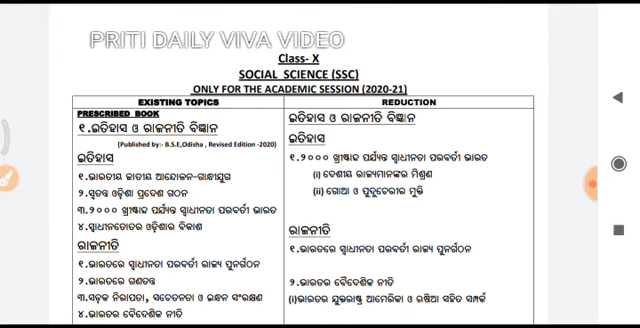 PRITI DAILY VIVA VIDEO
Class- X
SOCIAL SCIENCE (SSC)
ONLY FOR THE ACADEMIC SESSION (2020-21)
EXISTING TOPICS
PRESCRIBED BOOK
୧.ଇତିହାସ ଓ ରାଜନୀତି ବିଜ୍ଞାନ
(Published by:- B.S.E,Odisha , Revised Edition -2020)
ଇତିହାସ
୧.ଭାରତୀୟ ଜାତୀୟ ଆନ୍ଦୋଳନ-ଗାନ୍ଧୀଯୁଗ
୨.ସ୍ୱତନ୍ତ୍ର ଓଡ଼ିଶା ପ୍ରଦେଶ ଗଠନ
୩.୨୦୦୦ ଖ୍ରୀଷ୍ଟାବ୍ଦ ପର୍ଯ୍ୟନ୍ତ ସ୍ୱାଧୀନତା ପରବର୍ତୀ ଭାରତ
୪.ସ୍ୱାଧୀନତୋତର ଓଡ଼ିଶାର ବିକାଶ
ରାଜନୀତି
୧.ଭାରତରେ ସ୍ୱାଧୀନତା ପରବର୍ତୀ ରାଜ୍ୟ ପୁନର୍ଗଠନ
୨.ଭାରତରେ ଗଣତନ୍ତ୍ର
୩.ସଡ଼କ ନିରାପତା, ସଚେତନତା ଓ ଇନ୍ଧନ ସଂରକ୍ଷଣ
୪.ଭାରତର ବୈଦେଶିକ ନୀତି
REDUCTION
ଇତିହାସ ଓ ରାଜନୀତି ବିଜ୍ଞାନ
ଇତିହାସ
୧.୨୦୦୦ ଖ୍ରୀଷ୍ଟାବ୍ଦ ପର୍ଯ୍ୟନ୍ତ ସ୍ୱାଧୀନତା ପରବର୍ତୀ ଭାରତ
(i) ଦେଶୀୟ ରାଜ୍ୟମାନଙ୍କର ମିଶ୍ରଣ
(ii) ଗୋଆ ଓ ପୁଡୁଚେରୀର ମୁକ୍ତି
ରାଜନୀତି
୧.ଭାରତରେ ସ୍ୱାଧୀନତା ପରବର୍ତୀ ରାଜ୍ୟ ପୁନର୍ଗଠନ
୨.ଭାରତର ବୈଦେଶିକ ନୀତି
(i)ଭାରତର ଯୁକ୍ତରାଷ୍ଟ୍ର ଆମେରିକା ଓ ଋଷିଆ ସହିତ ସମ୍ପର୍କ